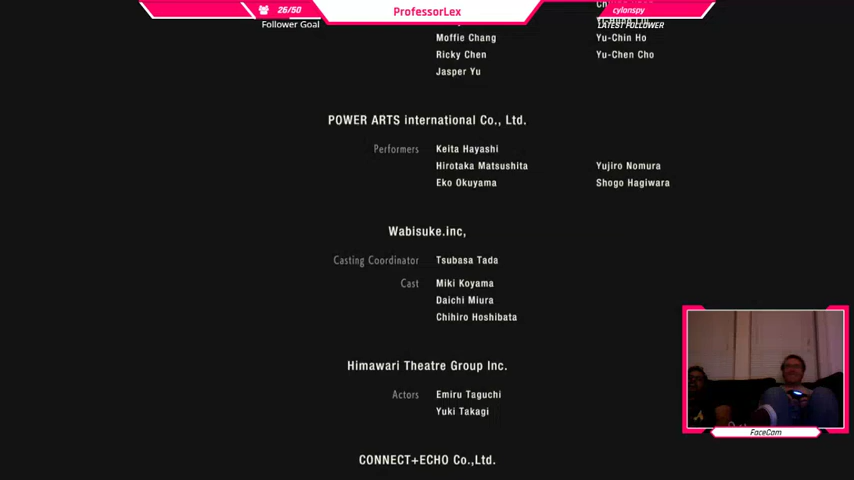 26/50
ProfessorLex
cylonspy
Follower Goal
LATEST FOLLOWER
Moffie Chang
Yu-Chin Ho
Ricky Chen
Yu-Chen Cho
Jasper Yu
POWER ARTS international Co., Ltd.
Performers
Keita Hayashi
Hirotaka Matsushita
Yujiro Nomura
Eko Okuyama
Shogo Hagiwara
Wabisuke.inc,
Casting Coordinator
Tsubasa Tada
Cast
Miki Koyama
Daichi Miura
Chihiro Hoshibata
Himawari Theatre Group Inc.
Actors
Emiru Taguchi
Yuki Takagi
FaceCam
CONNECT+ECHO Co.,Ltd.